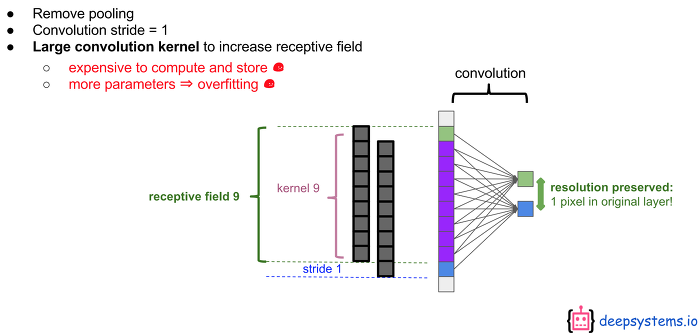 Remove pooling
Convolution stride = 1
Large convolution kernel to increase receptive field
expensive to compute and store
more parameters ⇒ overfitting
convolution
receptive field 9
kernel 9
stride 1
resolution preserved:
1 pixel in original layer!
deepsystems.io